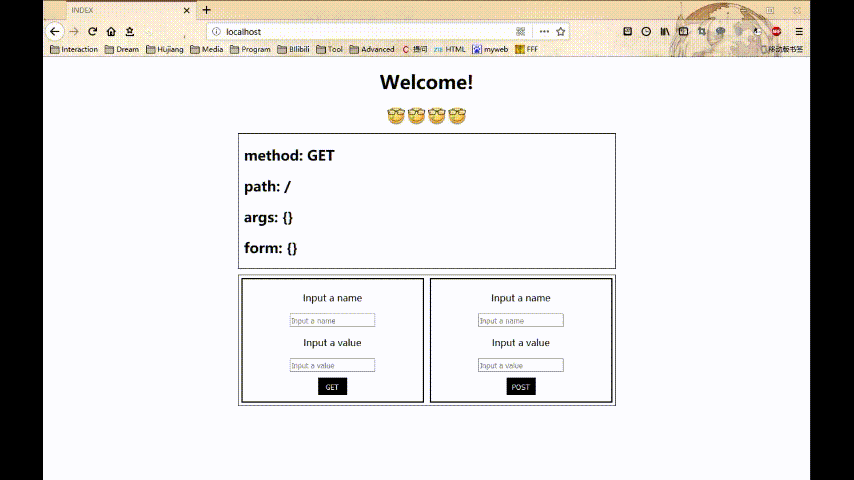 INDEX
localhost
Interaction Dream Hujiang Media Program Bilibili Tool Advanced C 提问 HTML myweb FFF 移动版书签
Welcome!
method: GET
path: /
args: {}
form: {}
Input a name Input a name
Input a name Input a name
Input a value Input a value
Input a value Input a value
GET POST